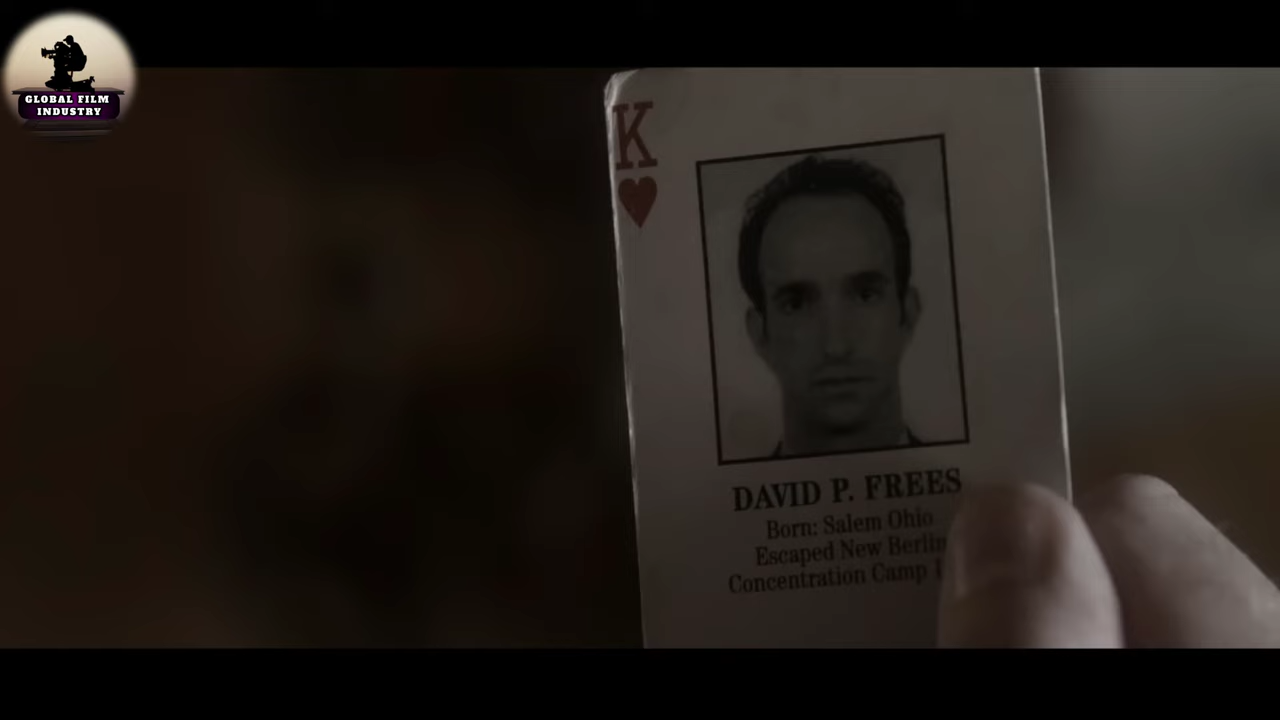 GLOBAL FILM
INDUSTRY
K
DAVID P. FREES
Born: Salem Ohio
Escaped New Berlin
Concentration Camp